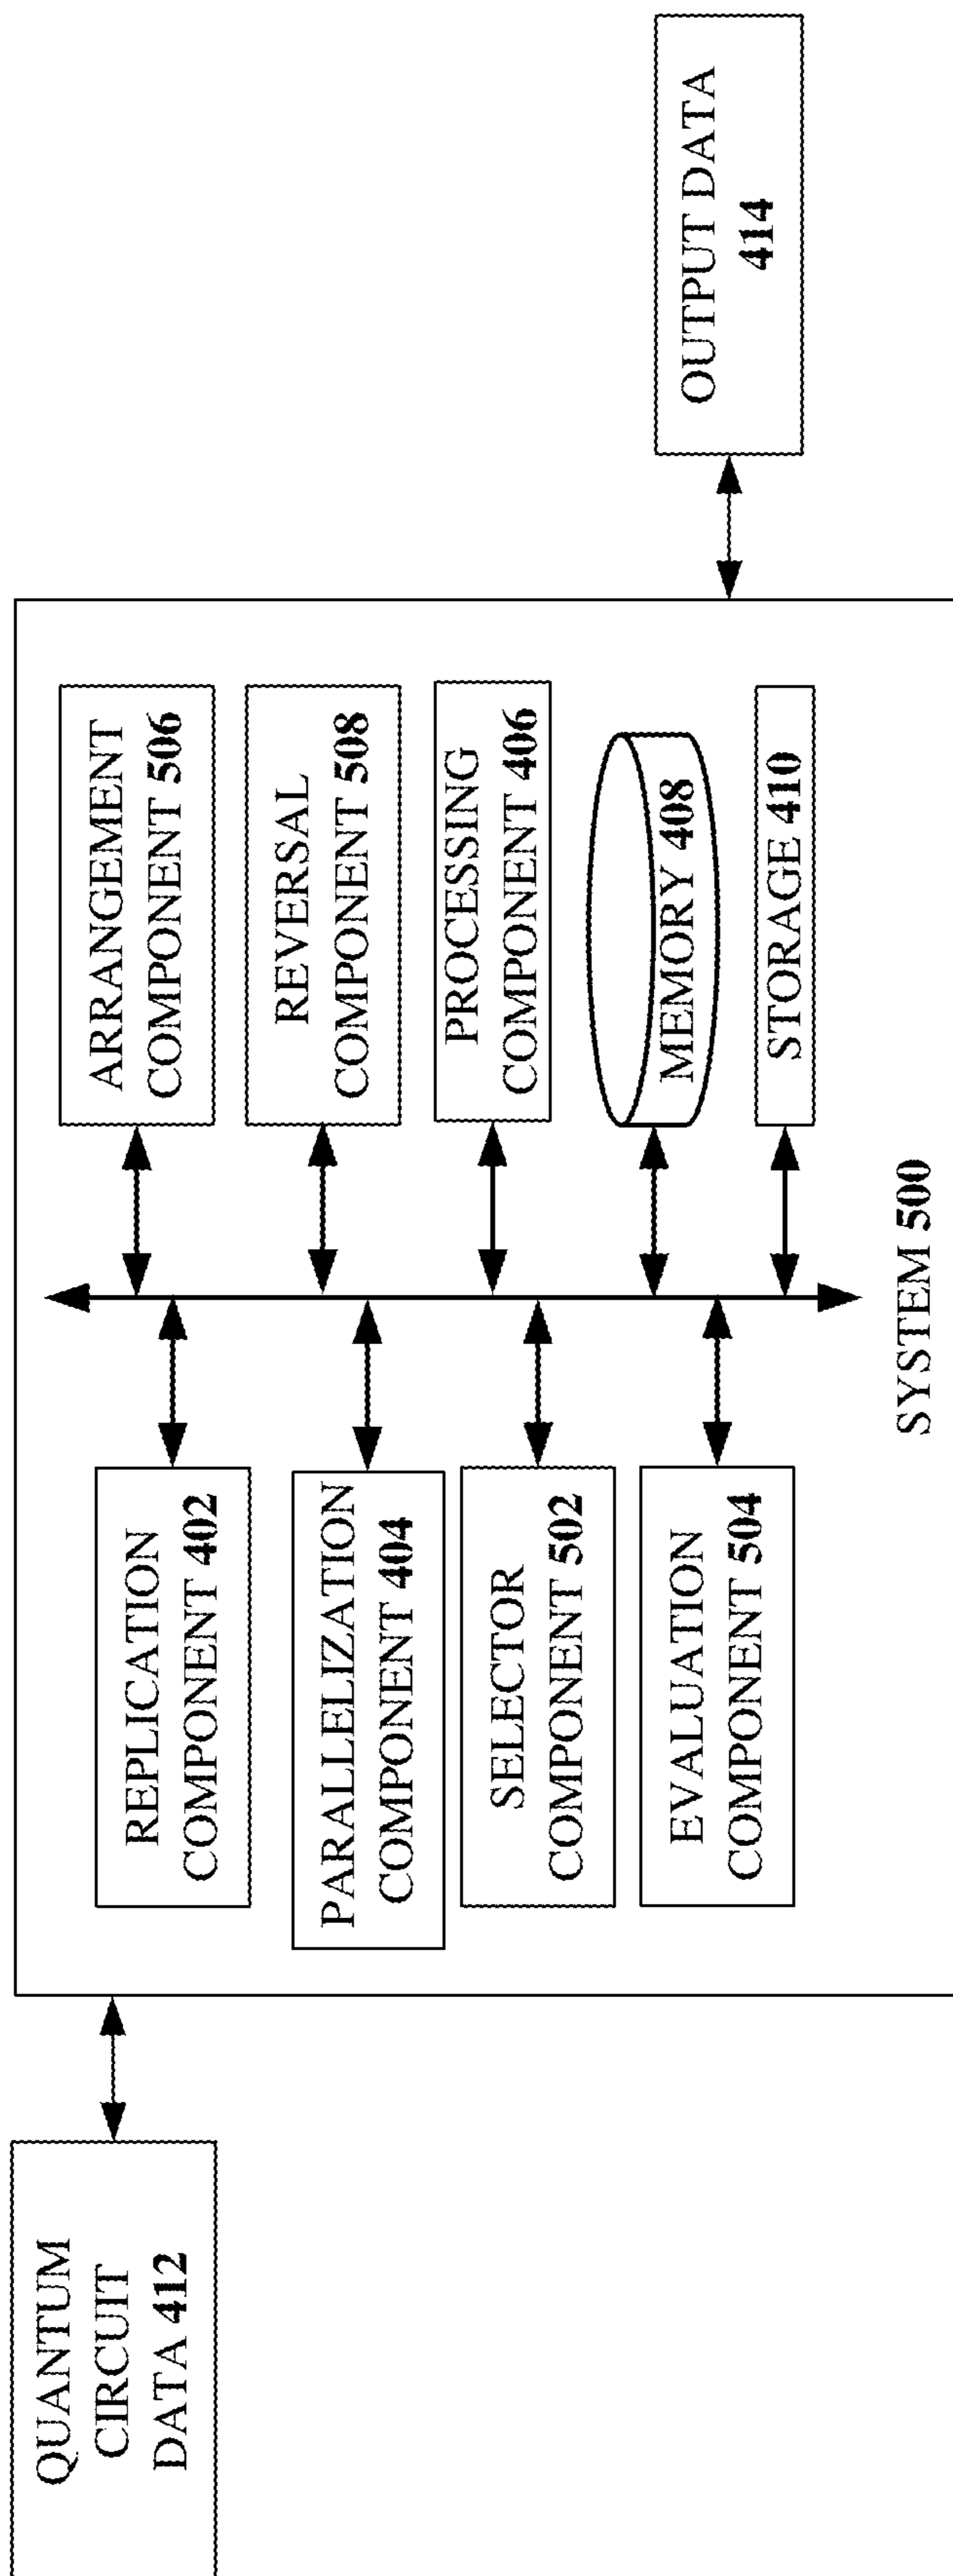 QUANTUM
CIRCUIT
DATA 412
REPLICATION
COMPONENT 402
PARALLELIZATION
COMPONENT 404
SELECTOR
COMPONENT 502
EVALUATION
COMPONENT 504
ARRANGEMENT
COMPONENT 506
REVERSAL
COMPONENT 508
PROCESSING
COMPONENT 406
MEMORY 408
STORAGE 410
SYSTEM 500
OUTPUT DATA
414